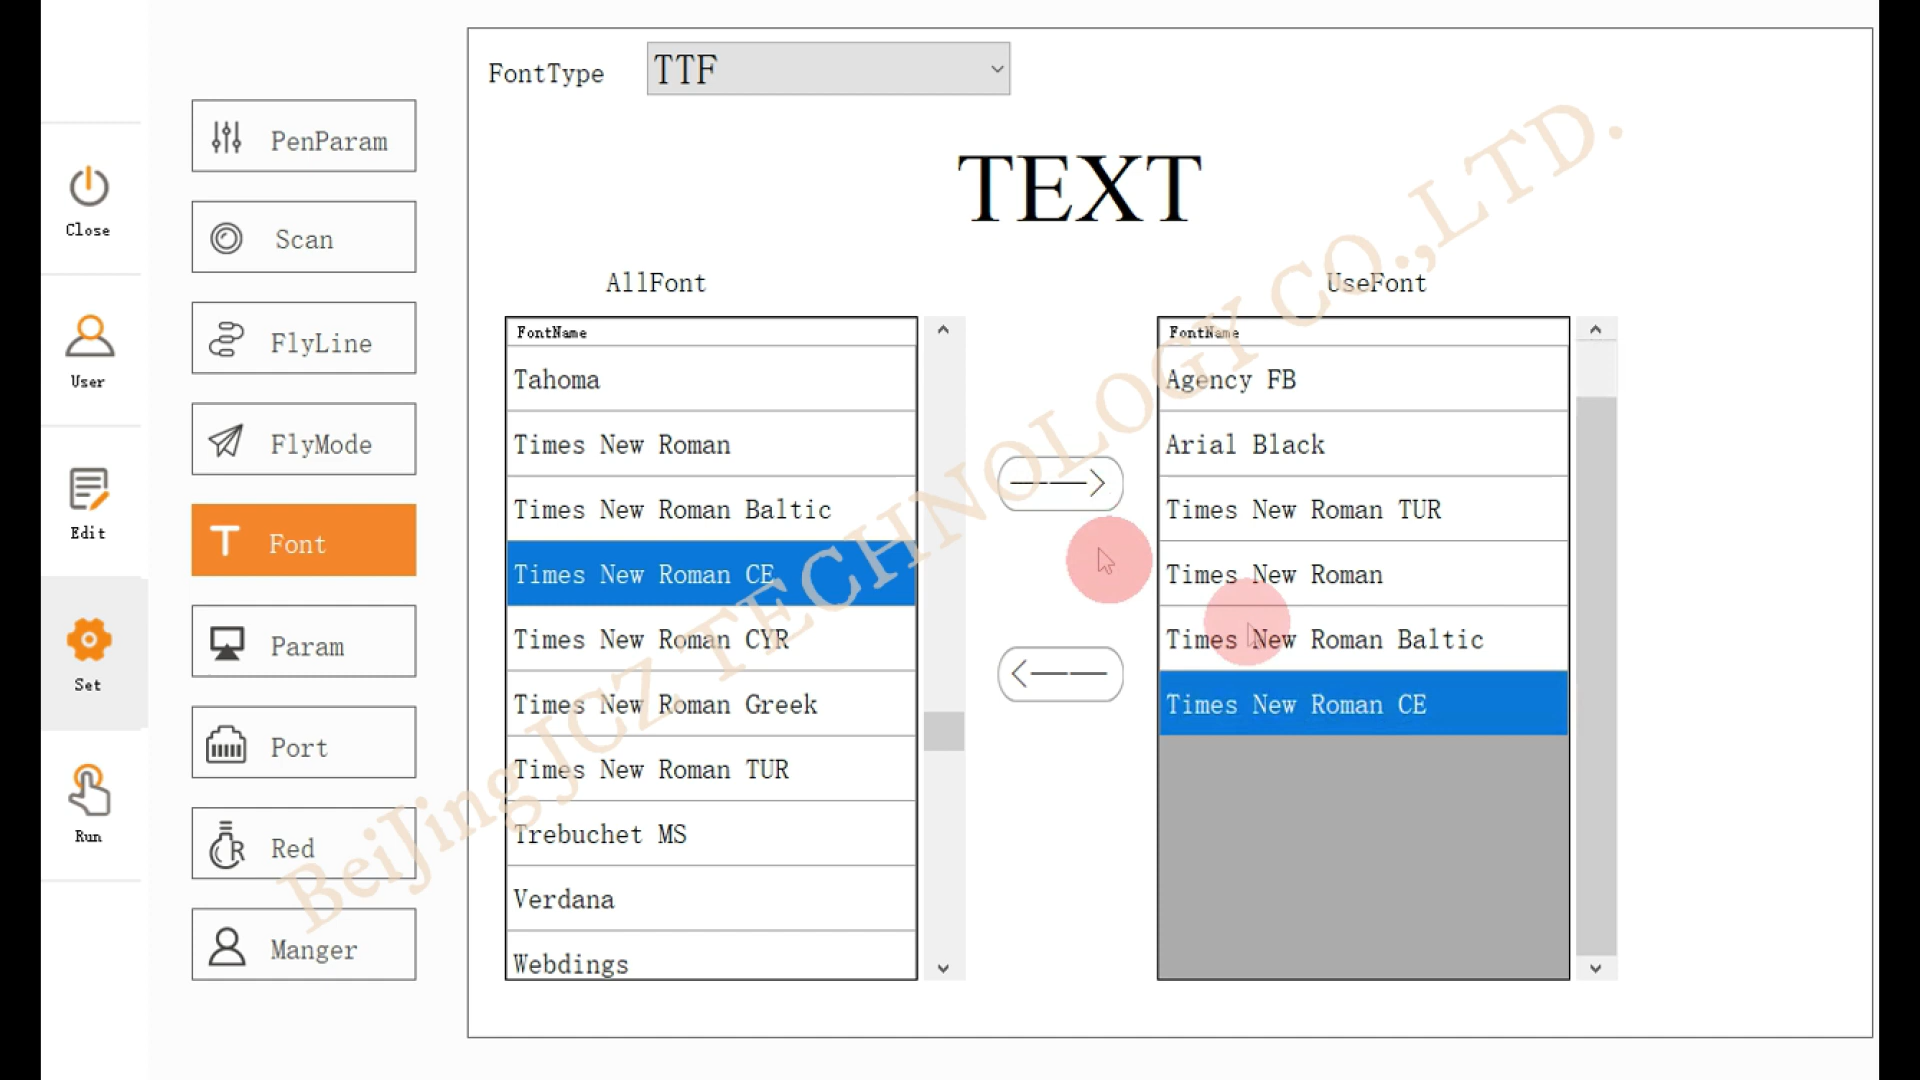 Close
User
Edit
Set
Run
PenParam
Scan
FlyLine
FlyMode
Font
Param
Port
Red
Manger
FontType
TTF
TEXT
AllFont
FontName
Tahoma
Times New Roman
Times New Roman Baltic
Times New Roman CE
Times New Roman CYR
Times New Roman Greek
Times New Roman TUR
Trebuchet MS
Verdana
Webdings
UseFont
FontName
Agency FB
Arial Black
Times New Roman TUR
Times New Roman
Times New Roman Baltic
Times New Roman CE
BeiJing JCZ TECHNOLOGY CO.,LTD.